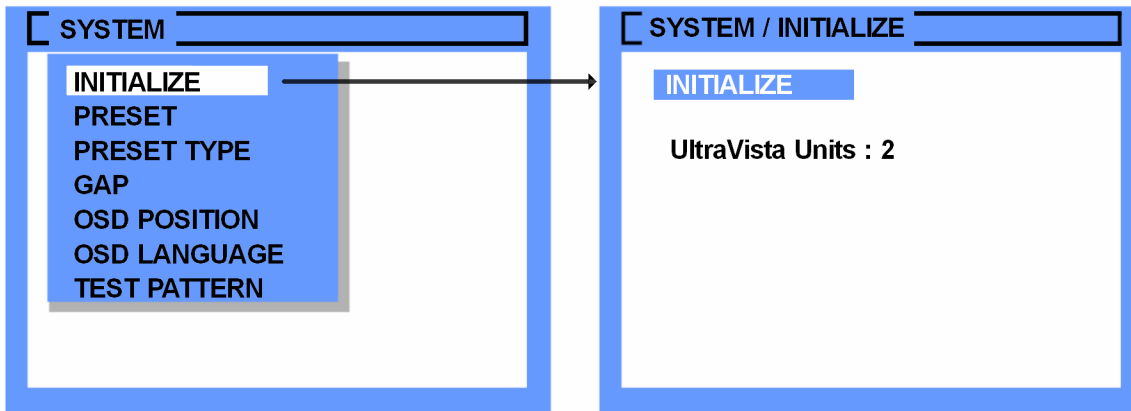 SYSTEM
INITIALIZE
PRESET
PRESET TYPE
GAP
OSD POSITION
OSD LANGUAGE
TEST PATTERN
SYSTEM / INITIALIZE
INITIALIZE
UltraVista Units : 2